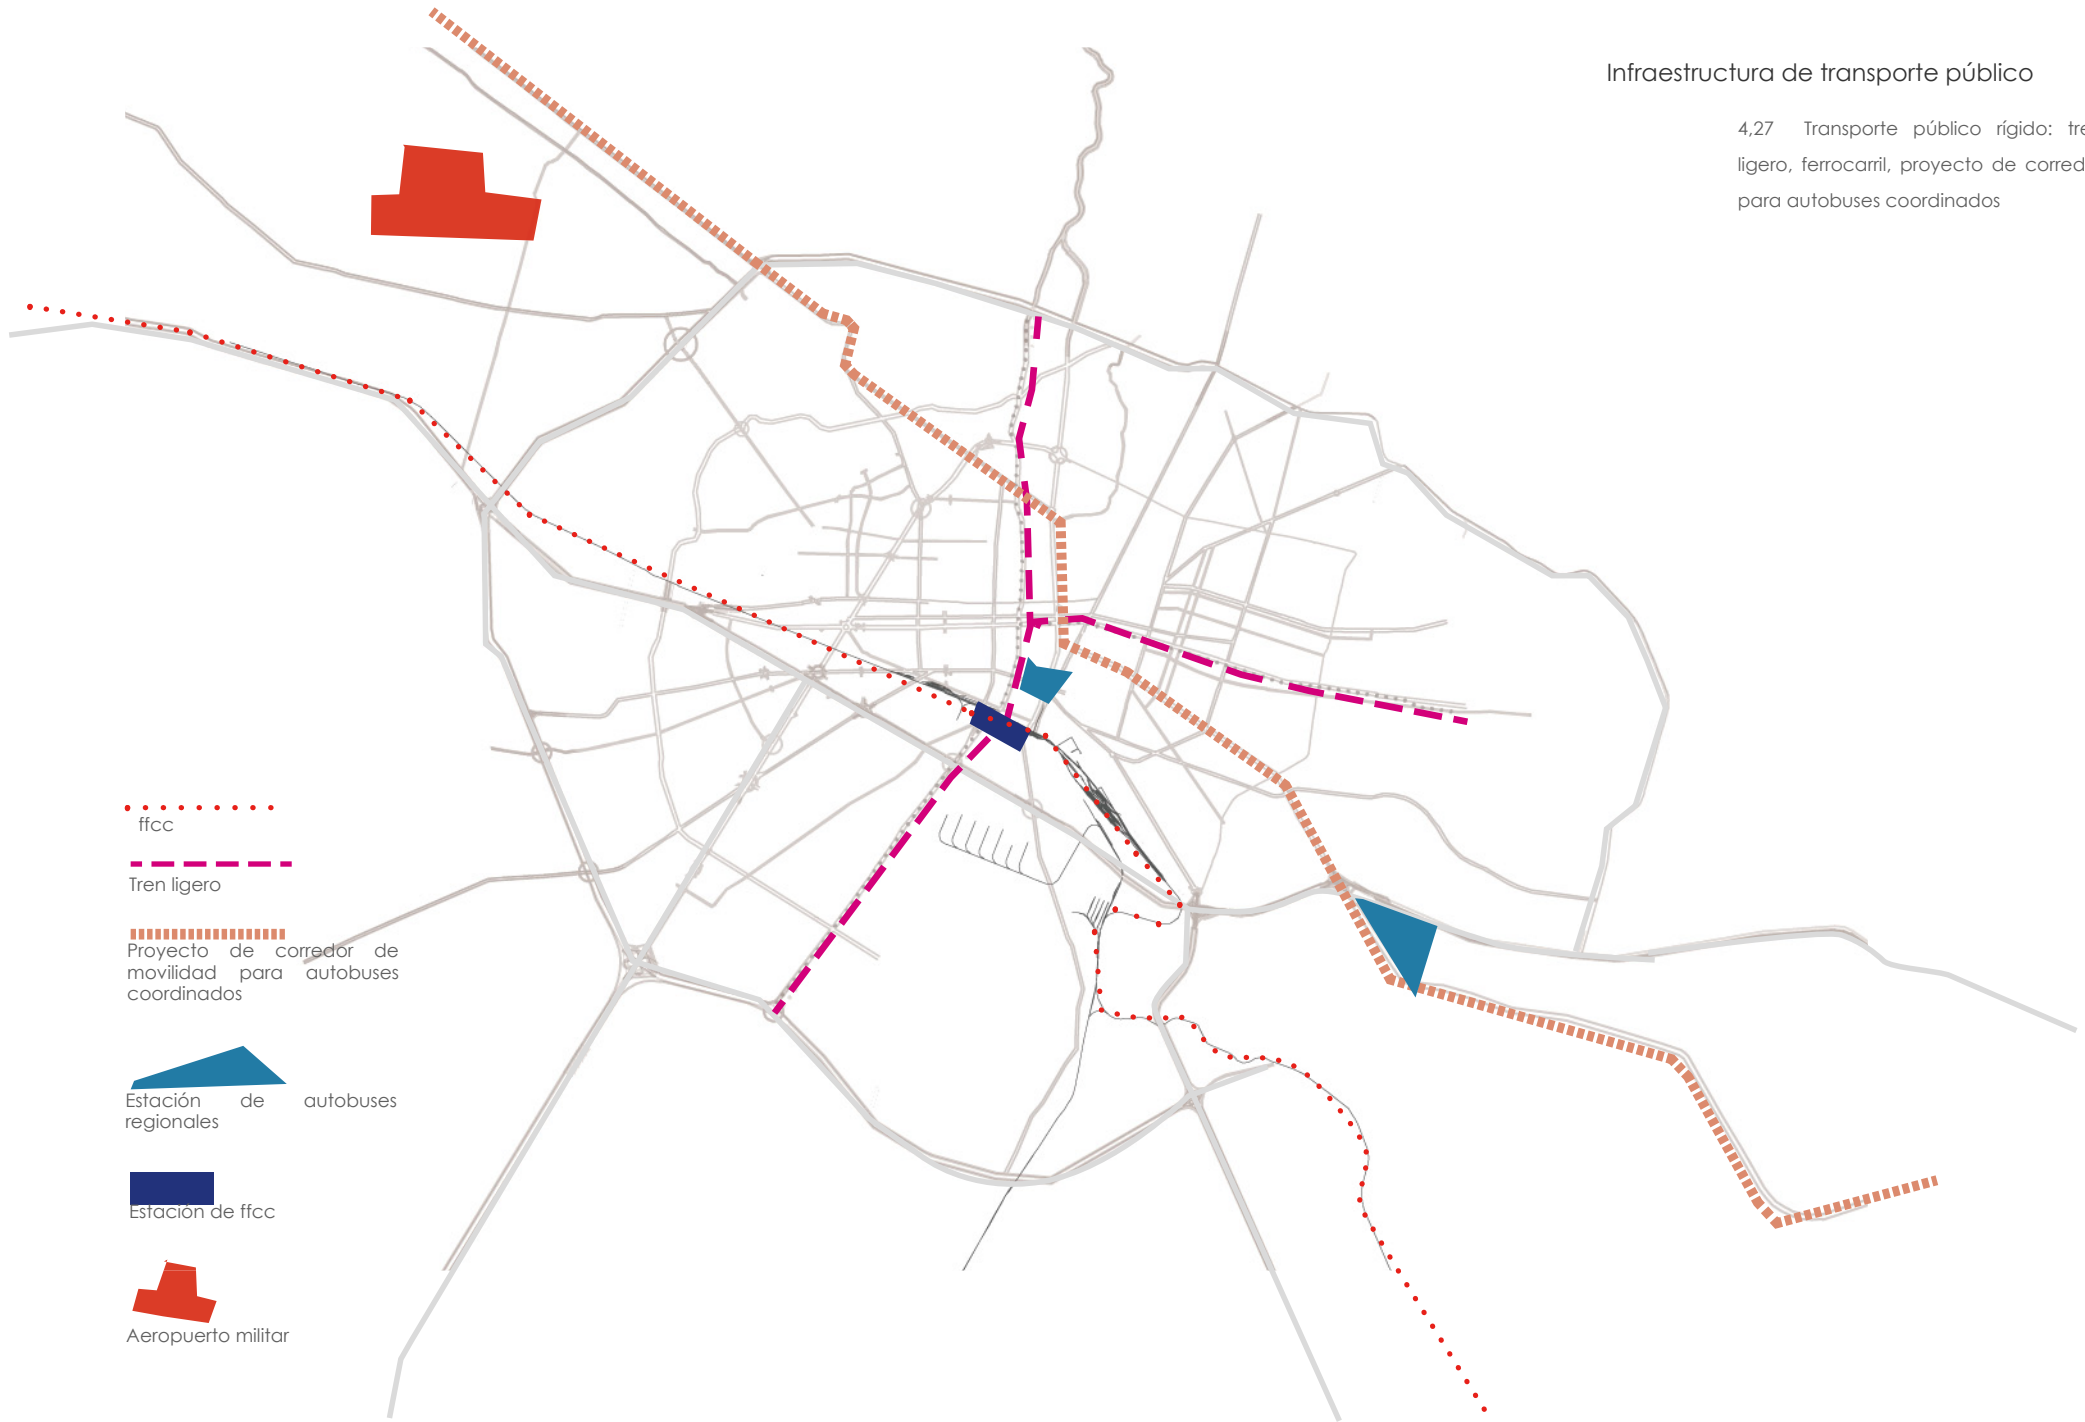 Infraestructura de transporte público
4,27 Transporte público rígido: tre
ligero, ferrocarril, proyecto de corred
para autobuses coordinados
ffcc
Tren ligero
Proyecto de corredor de
movilidad para autobuses
coordinados
Estación de autobuses
regionales
Estación de ffcc
Aeropuerto militar